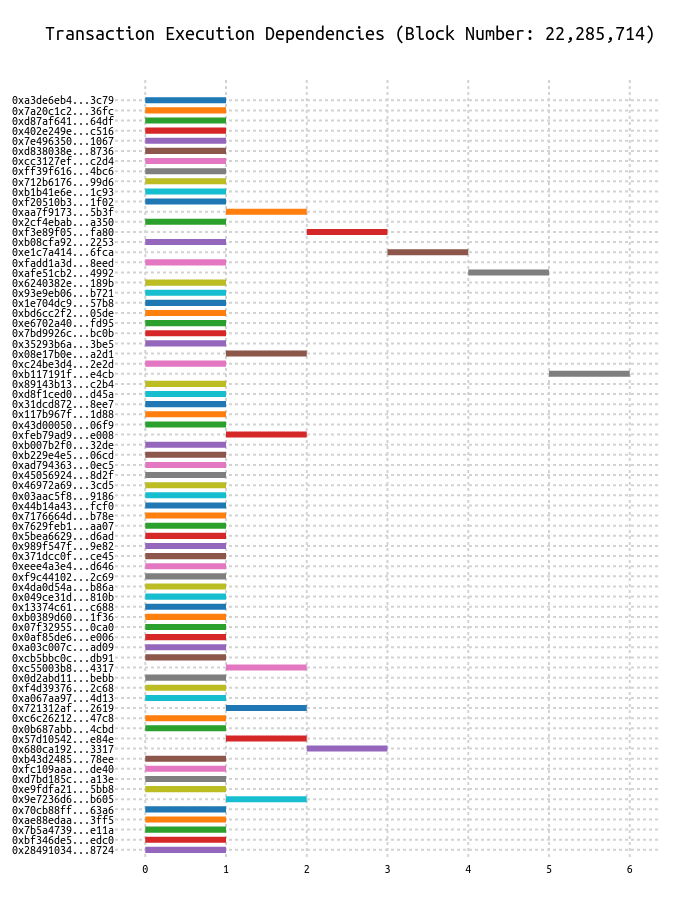 Transaction Execution Dependencies (Block Number: 22,285,714)
0xa3de6eb4...3c79
0x7a20c1c2...36fc
0xd87af641...64df
0x402e249e...c516
0x7e496350...1067
0xd838038e...8736
0xcc3127ef...c2d4
0xff39f616...4bc6
0x712b6176...99d6
0xb1b41e6e...1c93
0xf20510b3...1f02
0xaa7f9173...5b3f
0x2cf4ebab...a350
0xf3e89f05...fa80
0xb08cfa92...2253
0xe1c7a414...6fca
0xfadd1a3d...8eed
0xafe51cb2...4992
0x6240382e...189b
0x93e9eb06...b721
0x1e704dc9...57b8
0xbd6cc2f2...05de
0xe6702a40...fd95
0x7bd9926c...bc0b
0x35293b6a...3be5
0x08e17b0e...a2d1
0xc24be3d4...2e2d
0xb117191f...e4cb
0x89143b13...c2b4
0xd8f1ced0...d45a
0x31dcd872...8ee7
0x117b967f...1d88
0x43d00050...06f9
0xfeb79ad9...e008
0xb007b2f0...32de
0xb229e4e5...06cd
0xad794363...0ec5
0x45056924...8d2f
0x46972a69...3cd5
0x03aac5f8...9186
0x44b14a43...fcf0
0x7176664d...b78e
0x7629feb1...aa07
0x5bea6629...d6ad
0x989f547f...9e82
0x371dcc0f...ce45
0xeee4a3e4...d646
0xf9c44102...2c69
0x4da0d54a...b86a
0x049ce31d...810b
0x13374c61...c688
0xb0389d60...1f36
0x07f32955...0ca0
0x0af85de6...e006
0xa03c007c...ad09
0xcb5bbc0c...db91
0xc55003b8...4317
0x0d2abd11...bebb
0xf4d39376...2c68
0xa067aa97...4d13
0x721312af...2619
0xc6c26212...47c8
0x0b687abb...4cbd
0x57d10542...e84e
0x680ca192...3317
0xb43d2485...78ee
0xfc109aaa...de40
0xd7bd185c...a13e
0xe9fdfa21...5bb8
0x9e7236d6...b605
0x70cb88ff...63a6
0xae88edaa...3ff5
0x7b5a4739...e11a
0xbf346de5...edc0
0x28491034...8724
0 1 2 3 4 5 6